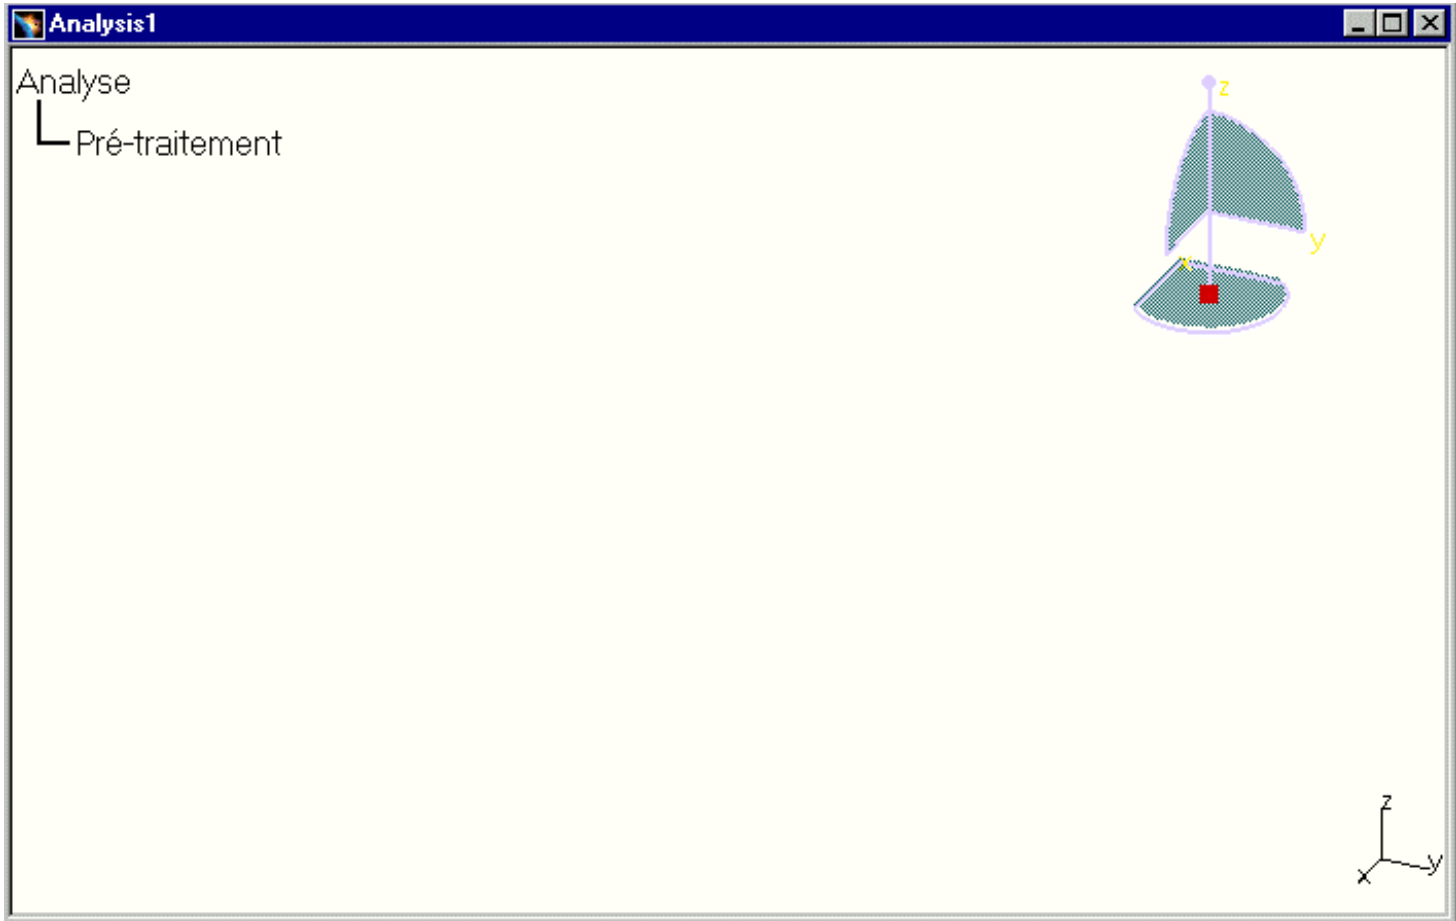 Analysis1
Analyse
Pré-traitement
z
y
x
z
y
x